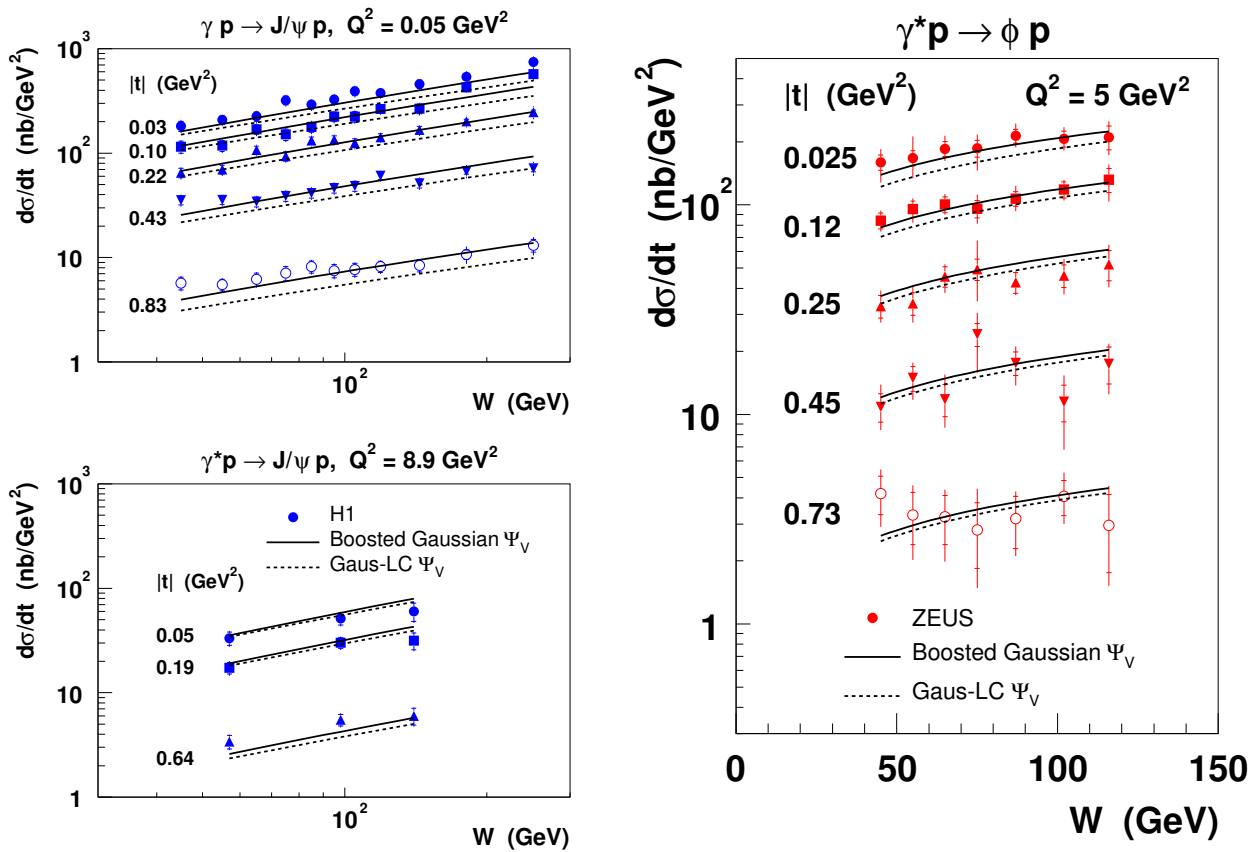 γ p → J/ψ p, Q² = 0.05 GeV²
dσ/dt (nb/GeV²)
10³
10²
10
1
|t| (GeV²)
0.03
0.10
0.22
0.43
0.83
10²
W (GeV)
γ*p → J/ψ p, Q² = 8.9 GeV²
dσ/dt (nb/GeV²)
10³
10²
10
1
H1
Boosted Gaussian Ψ_V
Gaus-LC Ψ_V
|t| (GeV²)
0.05
0.19
0.64
10²
W (GeV)
γ*p → ϕ p
dσ/dt (nb/GeV²)
|t| (GeV²) Q² = 5 GeV²
10²
10
1
0.025
0.12
0.25
0.45
0.73
ZEUS
Boosted Gaussian Ψ_V
Gaus-LC Ψ_V
0 50 100 150
W (GeV)